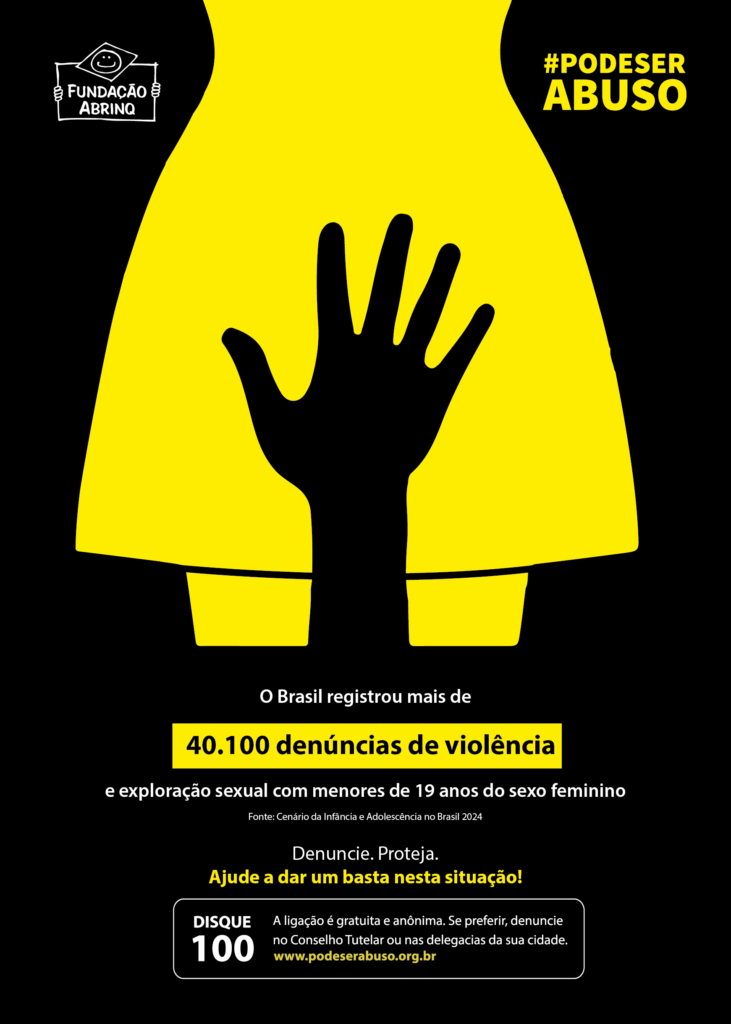 FUNDAÇÃO
ABRINQ
#PODESER
ABUSO
O Brasil registrou mais de
40.100 denúncias de violência
e exploração sexual com menores de 19 anos do sexo feminino
Fonte: Cenário da Infância e Adolescência no Brasil 2024
Denuncie. Proteja.
Ajude a dar um basta nesta situação!
DISQUE
100
A ligação é gratuita e anônima. Se preferir, denuncie
no Conselho Tutelar ou nas delegacias da sua cidade.
www.podeserabuso.org.br